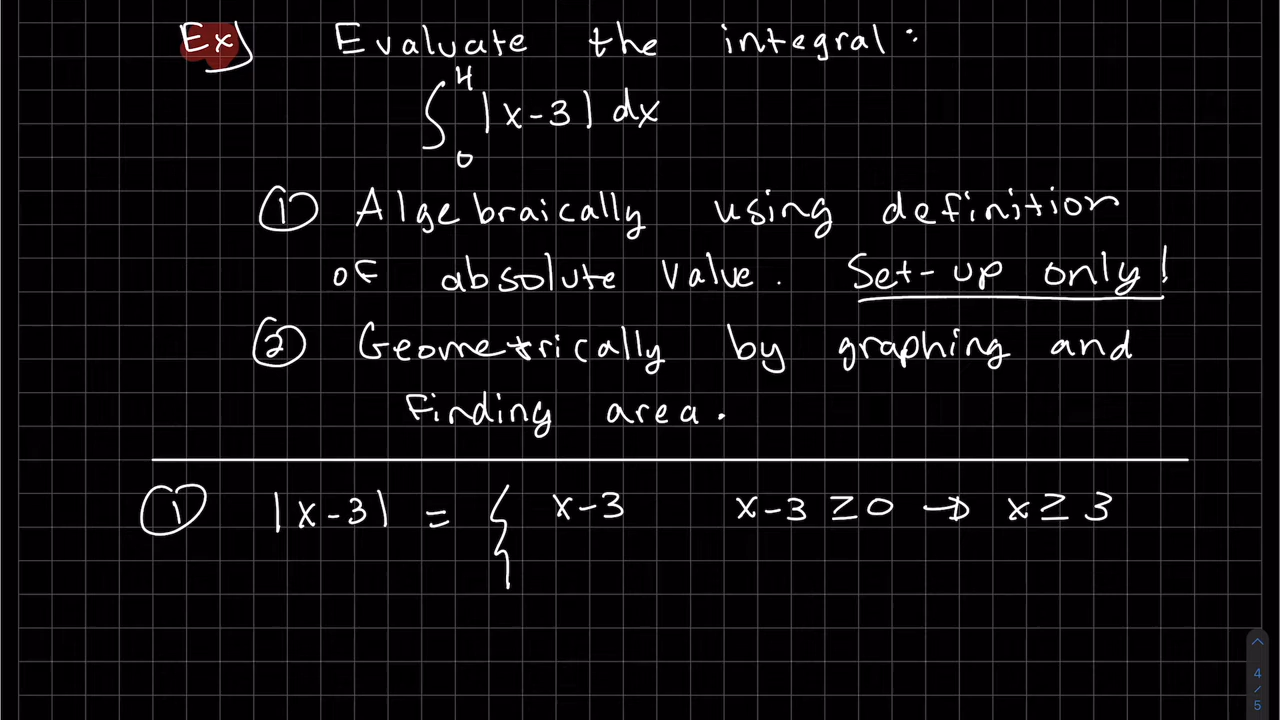 Ex) Evaluate the integral:
∫₀⁴ |x-3| dx
① Algebraically using definition
of absolute value. Set-up only!
② Geometrically by graphing and
finding area.
① |x-3| = { x-3 x-3 ≥ 0 → x ≥ 3
4/5